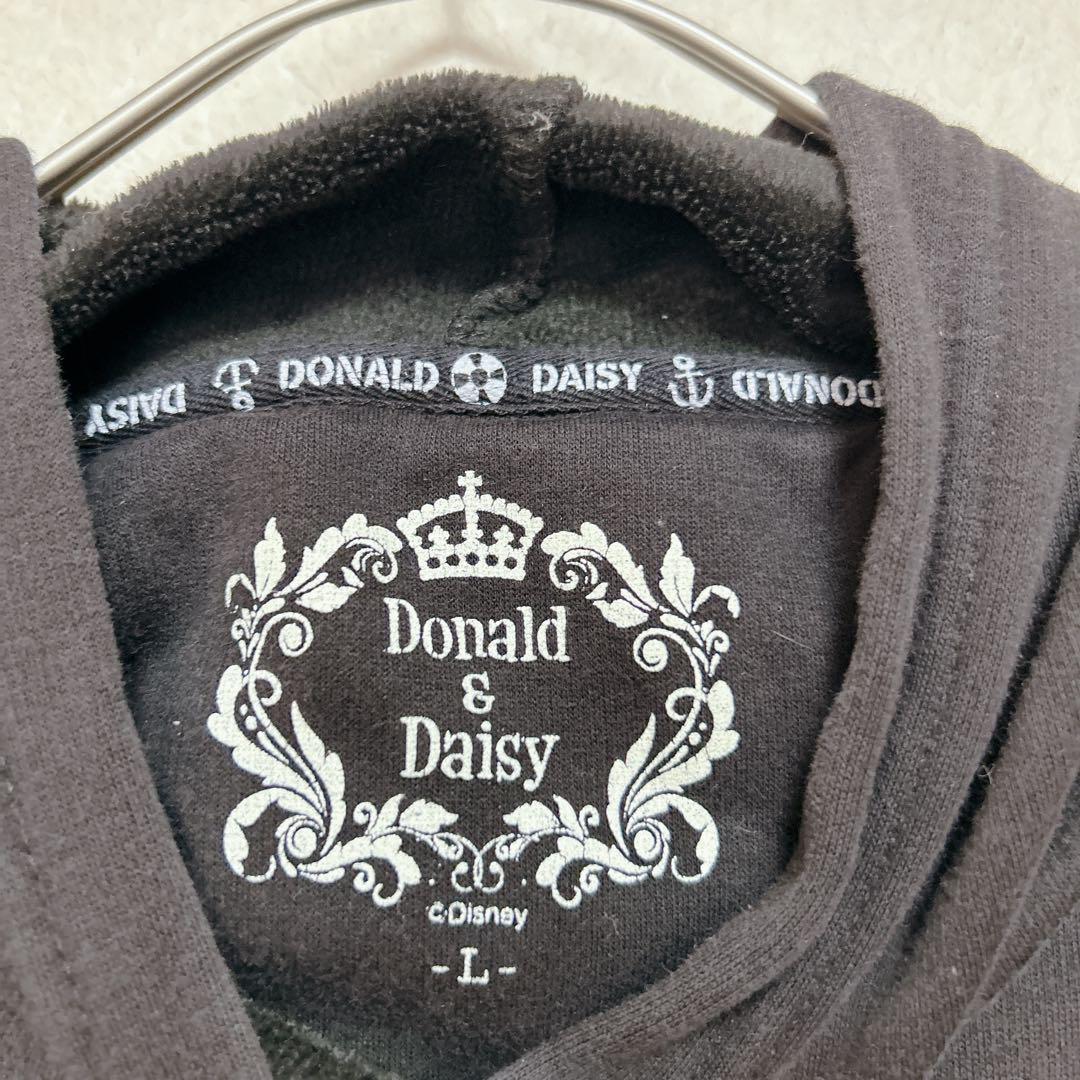 DAISY DONALD DAISY DONALD
Donald
&
Daisy
©Disney
- L -